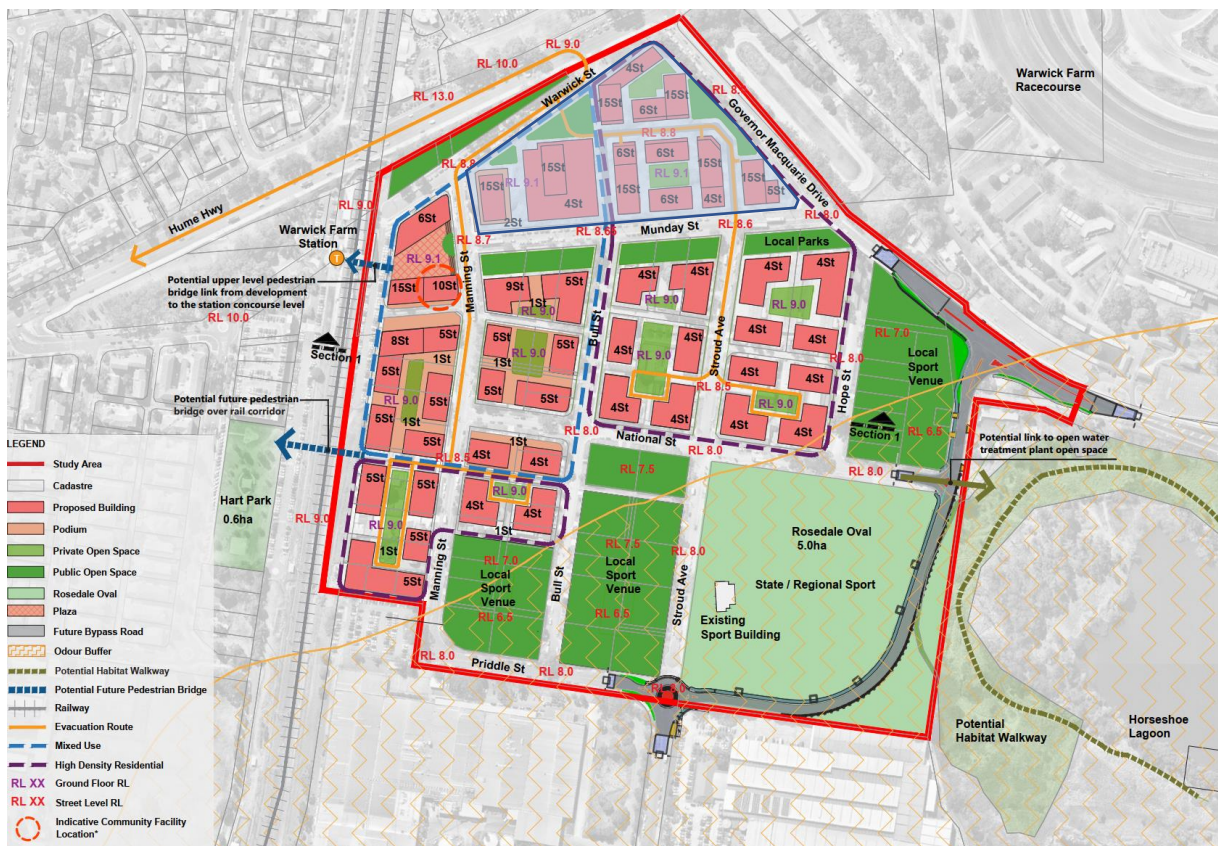 RL 9.0
RL 10.0
RL 13.0
Warwick St
4St
15St
15St
6St
RL 8.
Governor Macquarie Drive
Warwick Farm
Racecourse
RL 8.8
RL 8.8
15St
15St
RL 9.1
2St
4St
6St
6St
15St
15St
RL 9.1
15St
6St
4St
5St
Hume Hwy
RL 9.0
Warwick Farm
Station
T
6St
RL 9.1
RL 8.7
RL 8.6
Munday St
RL 8.6
RL 8.0
Local Parks
Potential upper level pedestrian
bridge link from development
to the station concourse level
RL 10.0
15St
10St
Manning St
9St
5St
1St
RL 9.0
Bull St
4St
4St
RL 9.0
4St
4St
RL 9.0
RL 7.0
Local
Sport
Venue
Section 1
8St
5St
1St
5St
5St
RL 9.0
1St
5St
5St
5St
RL 9.0
5St
1St
5St
5St
4St
4St
RL 9.0
4St
4St
Stroud Ave
4St
4St
4St
4St
RL 8.0
RL 8.5
RL 9.0
4St
4St
Hope St
Section 1
RL 6.5
Potential future pedestrian
bridge over rail corridor
RL 8.0
National St
RL 8.0
RL 8.0
Potential link to open water
treatment plant open space
RL 8.5
1St
4St
4St
RL 7.5
Hart Park
0.6ha
RL 9.0
5St
5St
RL 9.0
1St
5St
5St
RL 9.0
4St
4St
1St
RL 7.5
RL 8.0
Rosedale Oval
5.0ha
State / Regional Sport
Manning St
RL 7.0
Local
Sport
Venue
RL 6.5
Bull St
Local
Sport
Venue
RL 6.5
Stroud Ave
Existing
Sport Building
RL 8.0
Priddle St
RL 8.0
Potential
Habitat Walkway
Horseshoe
Lagoon
LEGEND
Study Area
Cadastre
Proposed Building
Podium
Private Open Space
Public Open Space
Rosedale Oval
Plaza
Future Bypass Road
Odour Buffer
Potential Habitat Walkway
Potential Future Pedestrian Bridge
Railway
Evacuation Route
Mixed Use
High Density Residential
RL XX Ground Floor RL
RL XX Street Level RL
Indicative Community Facility
Location*